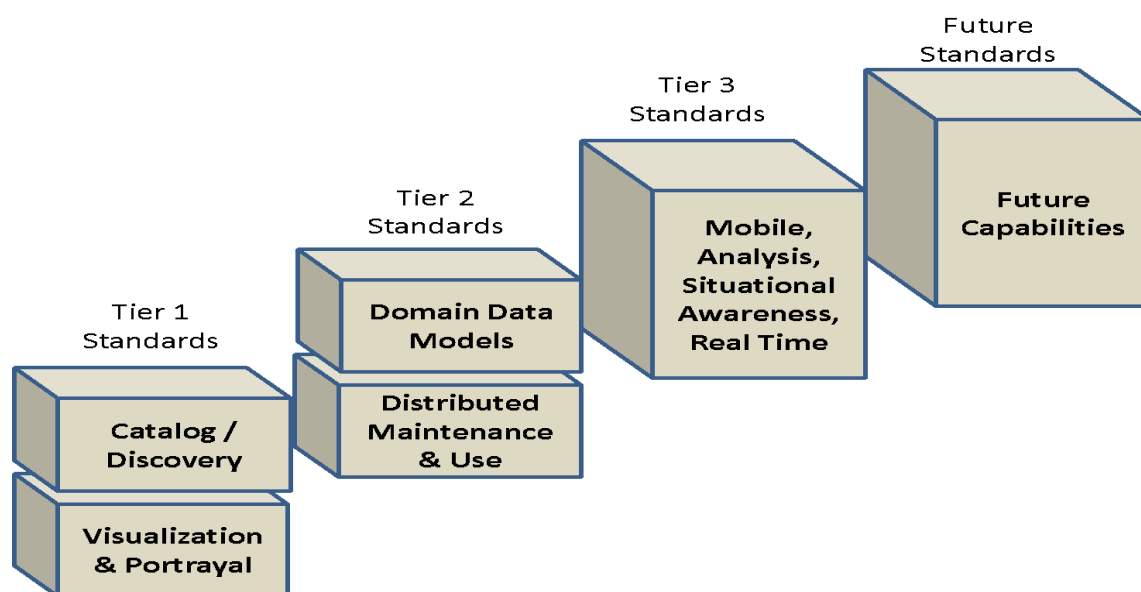 Tier 1
Standards
Catalog /
Discovery
Visualization
& Portrayal
Tier 2
Standards
Domain Data
Models
Distributed
Maintenance
& Use
Tier 3
Standards
Mobile,
Analysis,
Situational
Awareness,
Real Time
Future
Standards
Future
Capabilities